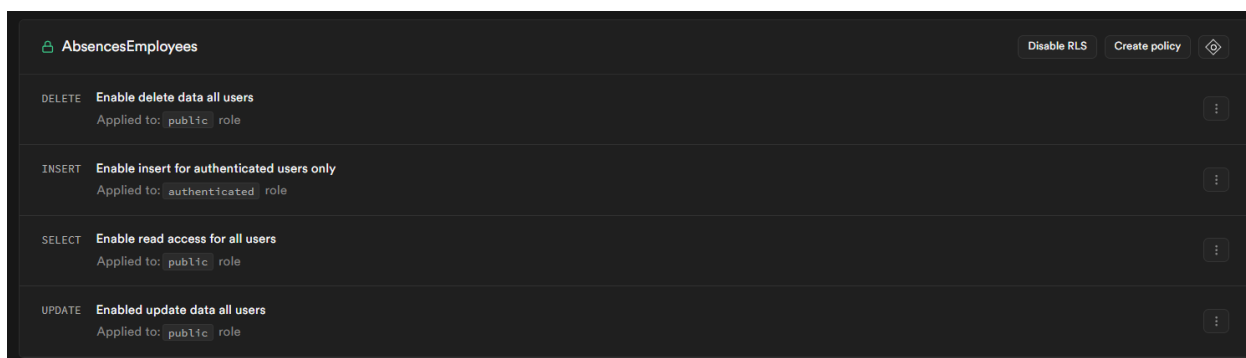 AbsencesEmployees
Disable RLS
Create policy
DELETE Enable delete data all users
Applied to: public role
INSERT Enable insert for authenticated users only
Applied to: authenticated role
SELECT Enable read access for all users
Applied to: public role
UPDATE Enabled update data all users
Applied to: public role